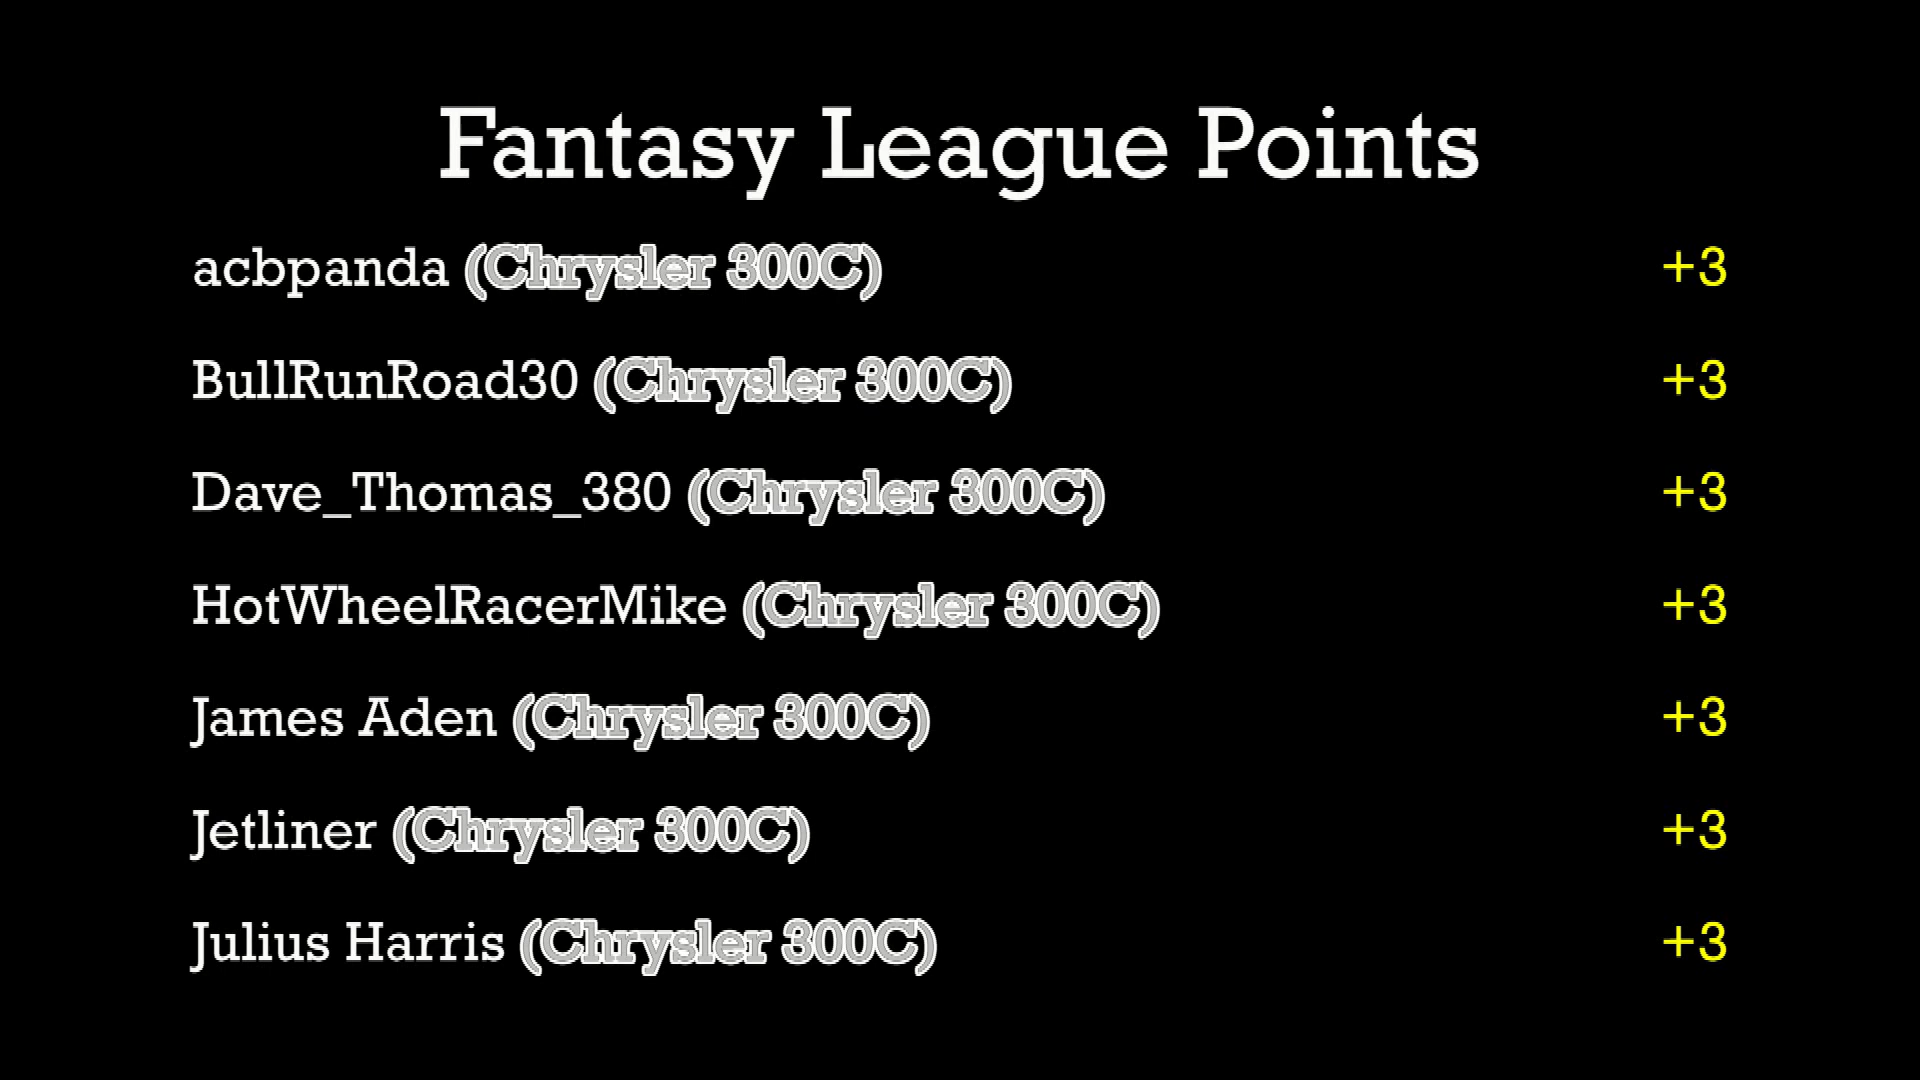 Fantasy League Points
acbpanda (Chrysler 300C) +3
BullRunRoad30 (Chrysler 300C) +3
Dave_Thomas_380 (Chrysler 300C) +3
HotWheelRacerMike (Chrysler 300C) +3
James Aden (Chrysler 300C) +3
Jetliner (Chrysler 300C) +3
Julius Harris (Chrysler 300C) +3